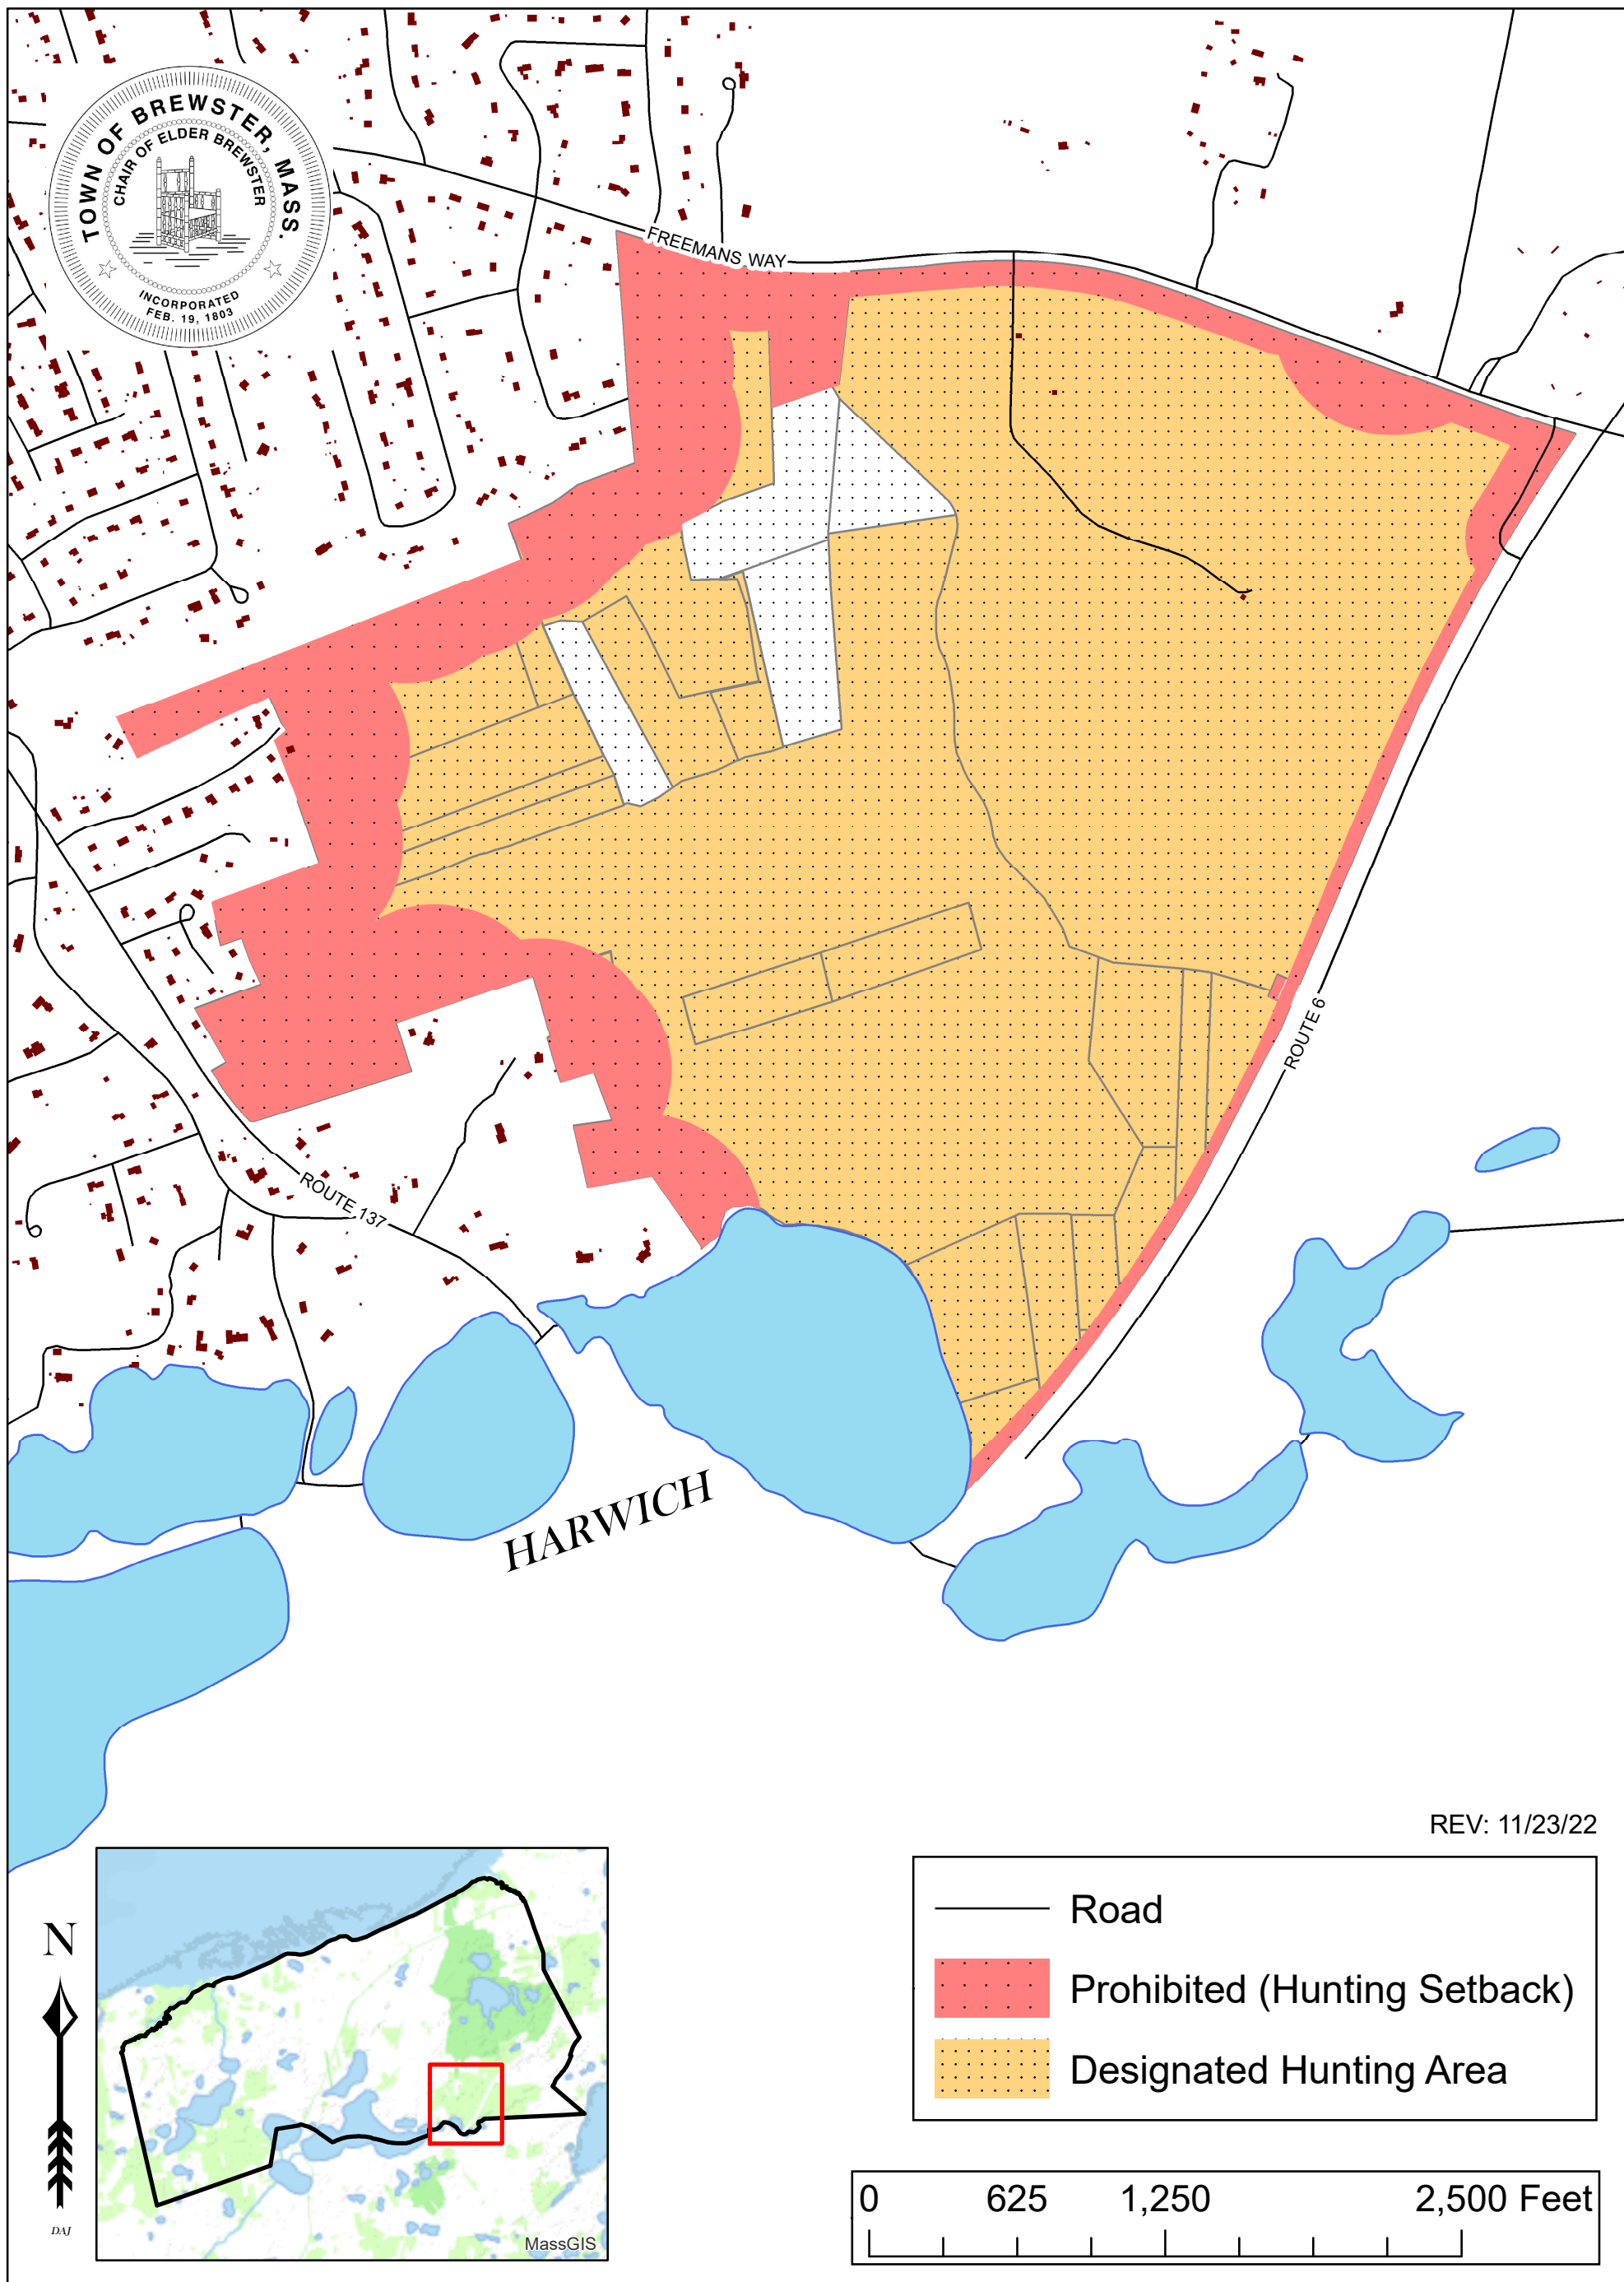 TOWN OF BREWSTER, MASS.
CHAIR OF ELDER BREWSTER
INCORPORATED
FEB. 19, 1803
FREEMANS WAY
ROUTE 6
ROUTE 137
HARWICH
REV: 11/23/22
Road
Prohibited (Hunting Setback)
Designated Hunting Area
N
DAJ
MassGIS
0 625 1,250 2,500 Feet